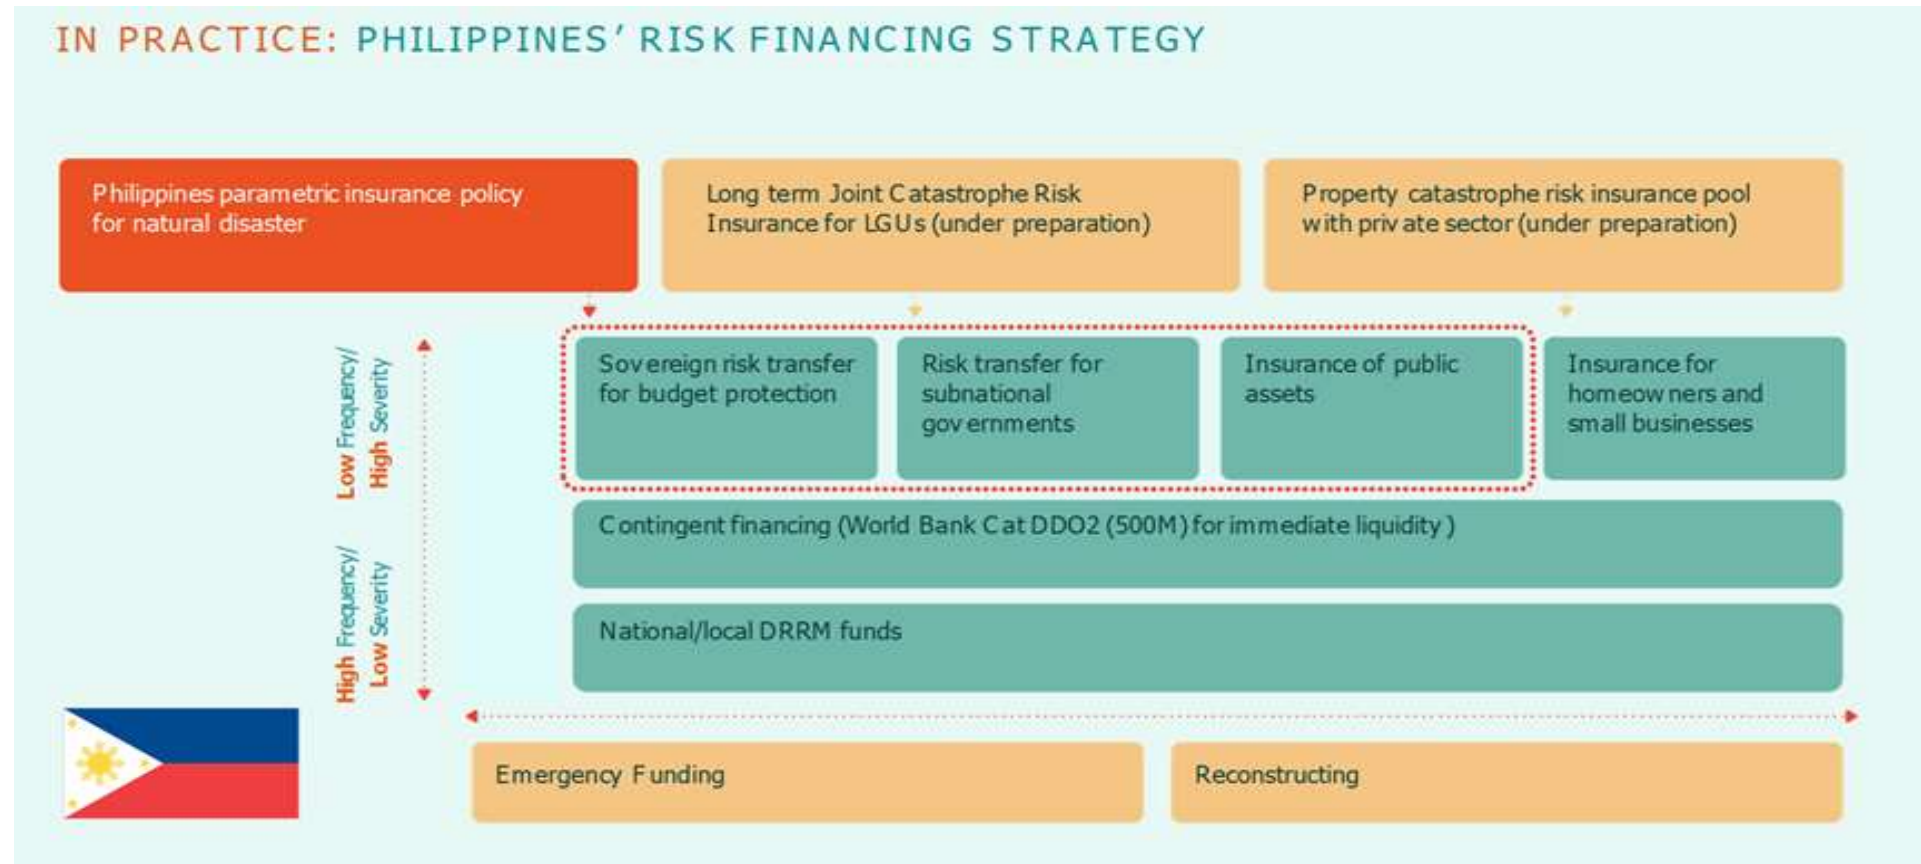 IN PRACTICE: PHILIPPINES’ RISK FINANCING STRATEGY
Philippines parametric insurance policy
for natural disaster
Long term Joint Catastrophe Risk
Insurance for LGUs (under preparation)
Property catastrophe risk insurance pool
with private sector (under preparation)
Low Frequency/
High Severity
Sovereign risk transfer
for budget protection
Risk transfer for
subnational
governments
Insurance of public
assets
Insurance for
homeowners and
small businesses
Contingent financing (World Bank Cat DDO2 (500M) for immediate liquidity)
High Frequency/
Low Severity
National/local DRRM funds
Emergency Funding
Reconstructing